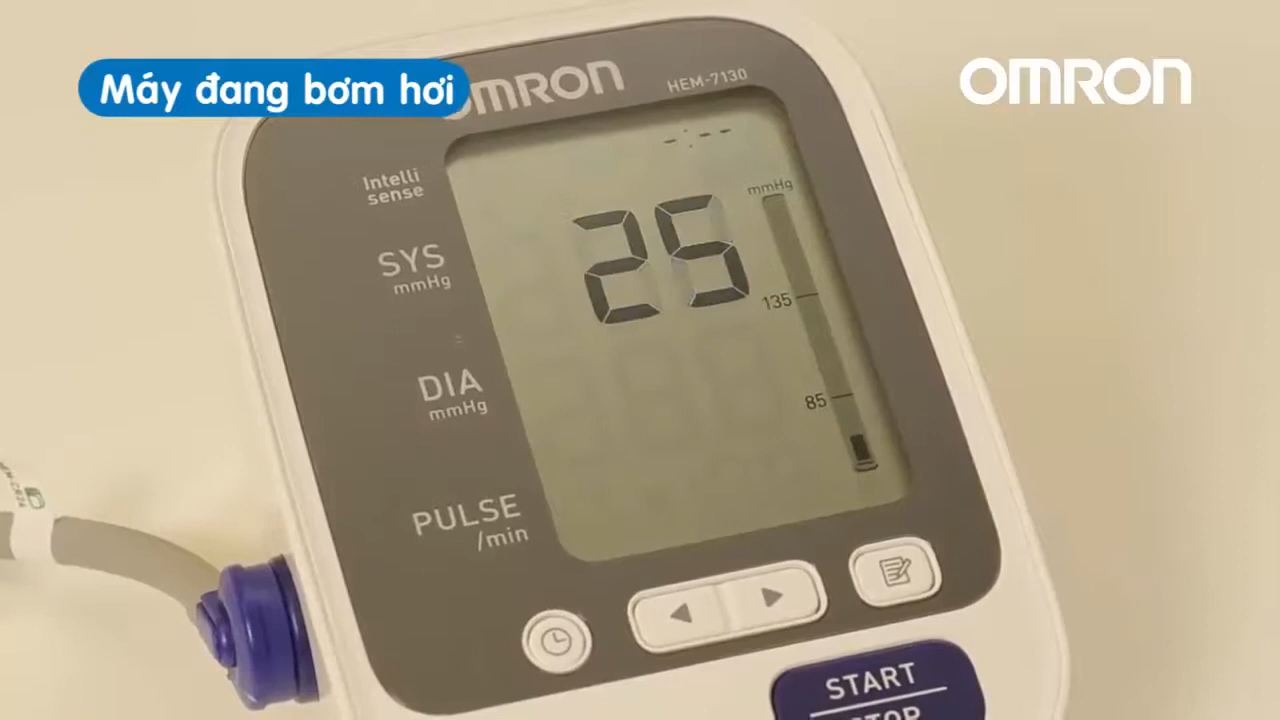 Máy đang bơm hơi
OMRON
OMRON
HEM-7130
-:--
Intelli
sense
mmHg
SYS
mmHg
25
135
DIA
mmHg
85
PULSE
/min
START
STOP